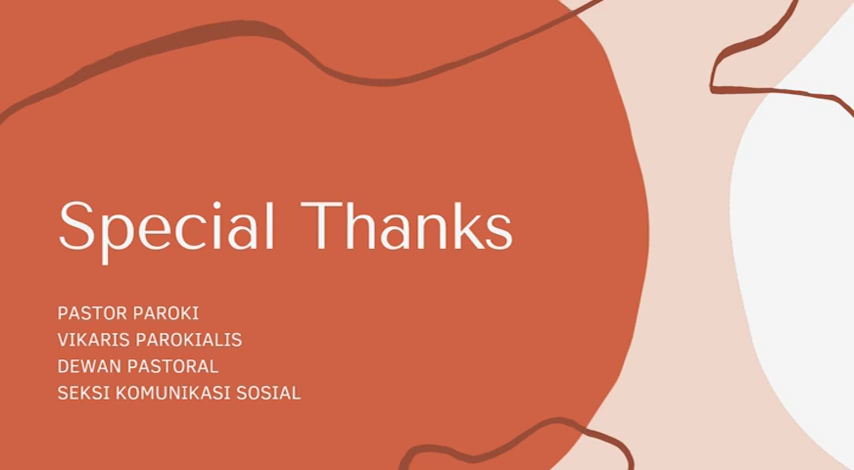 Special Thanks
PASTOR PAROKI
VIKARIS PAROKIALIS
DEWAN PASTORAL
SEKSI KOMUNIKASI SOSIAL